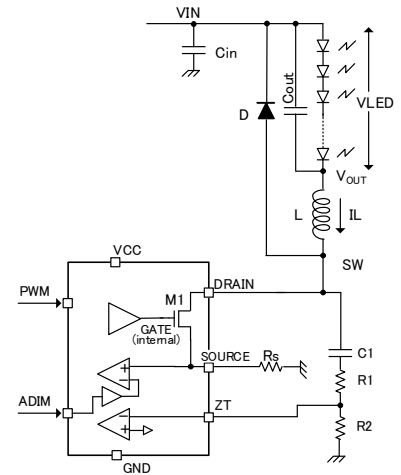 VIN
Cin
D
Cout
VLED
VOUT
L
IL
SW
VCC
PWM
M1
DRAIN
GATE
(internal)
SOURCE
Rs
C1
R1
ADIM
ZT
R2
GND
+
−
−
+
−